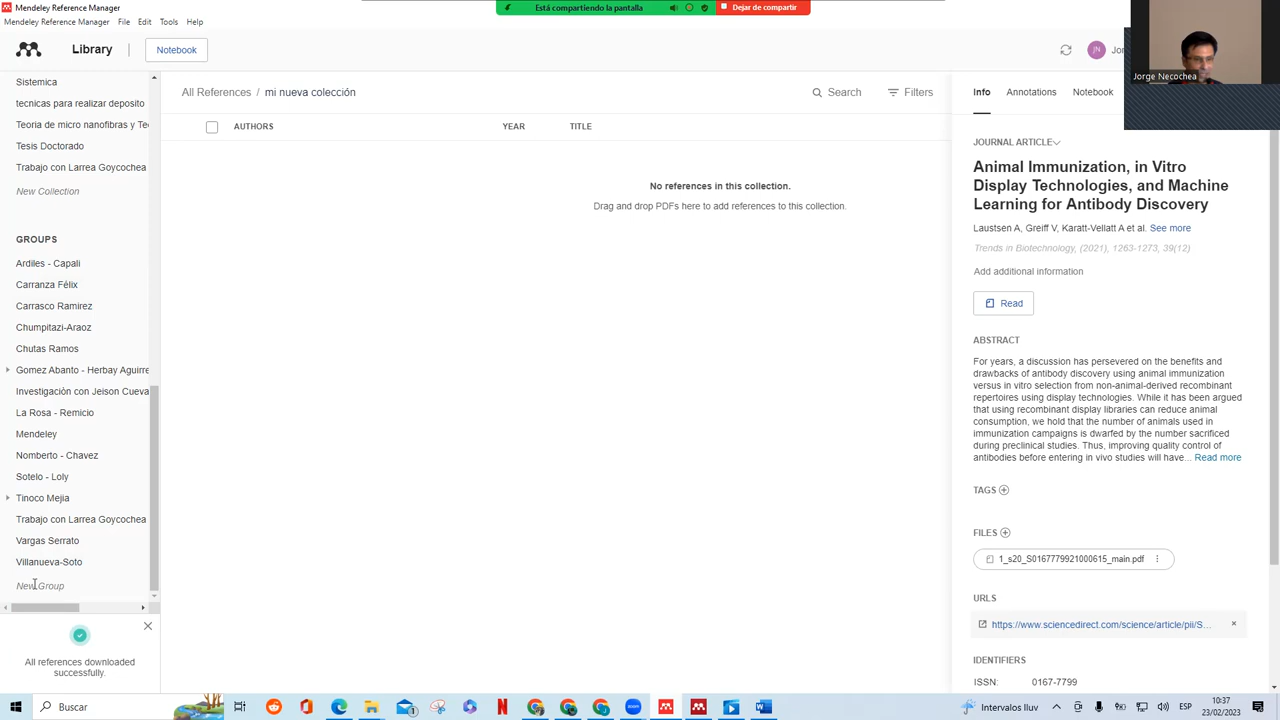 Mendeley Reference Manager
Está compartiendo la pantalla
Dejar de compartir
Mendeley Reference Manager File Edit Tools Help
Library
Notebook
JN
Jorge Necochea
Sistemica
tecnicas para realizar deposito
Teoria de micro nanofibras y Te
Tesis Doctorado
Trabajo con Larrea Goycochea
New Collection
GROUPS
Ardiles - Capali
Carranza Félix
Carrasco Ramirez
Chumpitazi-Araoz
Chutas Ramos
Gomez Abanto - Herbay Aguirre
Investigaciòn con Jeison Cueva
La Rosa - Remicio
Mendeley
Nomberto - Chavez
Sotelo - Loly
Tinoco Mejia
Trabajo con Larrea Goycochea
Vargas Serrato
Villanueva-Soto
New Group
All references downloaded
successfully.
All References / mi nueva colección
Search
Filters
AUTHORS YEAR TITLE
No references in this collection.
Drag and drop PDFs here to add references to this collection.
Info Annotations Notebook
JOURNAL ARTICLE
Animal Immunization, in Vitro
Display Technologies, and Machine
Learning for Antibody Discovery
Laustsen A, Greiff V, Karatt-Vellatt A et al. See more
Trends in Biotechnology, (2021), 1263-1273, 39(12)
Add additional information
Read
ABSTRACT
For years, a discussion has persevered on the benefits and
drawbacks of antibody discovery using animal immunization
versus in vitro selection from non-animal-derived recombinant
repertoires using display technologies. While it has been argued
that using recombinant display libraries can reduce animal
consumption, we hold that the number of animals used in
immunization campaigns is dwarfed by the number sacrificed
during preclinical studies. Thus, improving quality control of
antibodies before entering in vivo studies will have... Read more
TAGS
FILES
1_s20_S0167779921000615_main.pdf
URLS
https://www.sciencedirect.com/science/article/pii/S...
IDENTIFIERS
ISSN: 0167-7799
Buscar
Intervalos lluv
ESP
10:37
23/02/2023